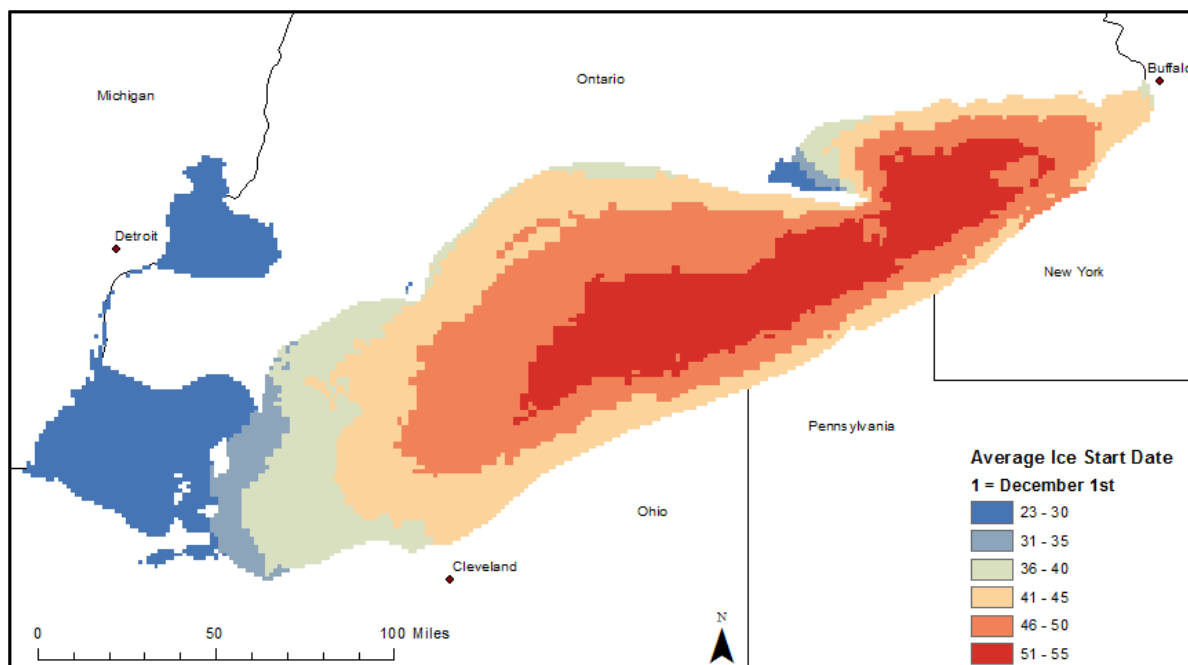 Buffalo
Ontario
Michigan
Detroit
New York
Pennsylvania
Ohio
Cleveland
Average Ice Start Date
1 = December 1st
23 - 30
31 - 35
36 - 40
41 - 45
46 - 50
51 - 55
0 50 100 Miles
N